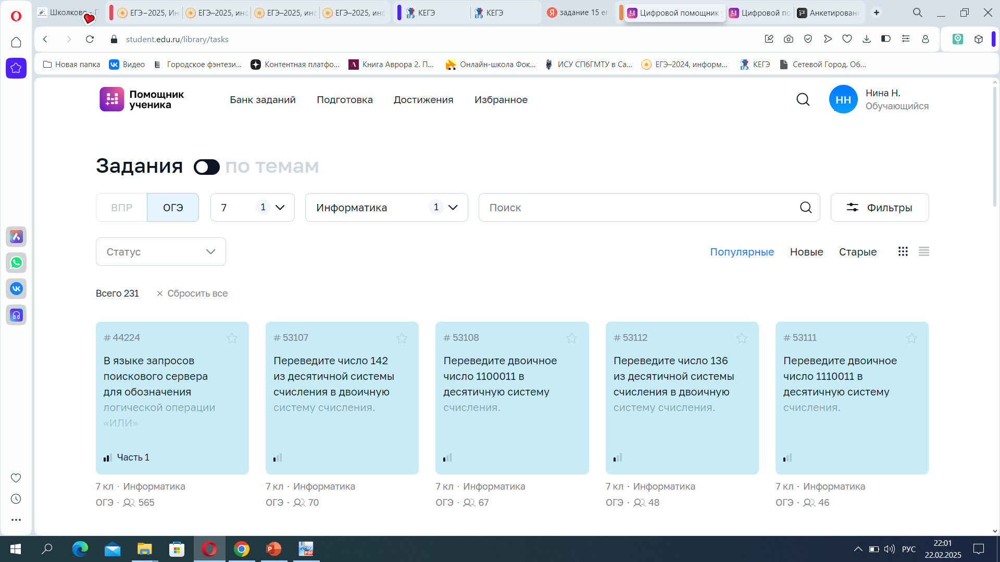 Школково - П
ЕГЭ−2025, Ин
ЕГЭ–2025, инф
ЕГЭ–2025, инф
ЕГЭ–2025, инф
КЕГЭ
КЕГЭ
задание 15 ег
Цифровой помощник у
Цифровой по
Анкетирован
student.edu.ru/library/tasks
Новая папка
Видео
Городское фэнтези...
Контентная платфо...
Книга Аврора 2. П...
Онлайн-школа Фок...
ИСУ СПбГМТУ в Са...
ЕГЭ–2024, информ...
КЕГЭ
Сетевой Город. Об...
Помощник
ученика
Банк заданий
Подготовка
Достижения
Избранное
НН
Нина Н.
Обучающийся
Задания по темам
ВПР
ОГЭ
7 1
Информатика 1
Поиск
Фильтры
Статус
Популярные
Новые
Старые
Всего 231
Сбросить все
# 44224
В языке запросов
поискового сервера
для обозначения
логической операции
«ИЛИ»
Часть 1
7 кл · Информатика
ОГЭ · 565
# 53107
Переведите число 142
из десятичной системы
счисления в двоичную
систему счисления.
7 кл · Информатика
ОГЭ · 70
# 53108
Переведите двоичное
число 1100011 в
десятичную систему
счисления.
7 кл · Информатика
ОГЭ · 67
# 53112
Переведите число 136
из десятичной системы
счисления в двоичную
систему счисления.
7 кл · Информатика
ОГЭ · 48
# 53111
Переведите двоичное
число 1110011 в
десятичную систему
счисления.
7 кл · Информатика
ОГЭ · 46
РУС
22:01
22.02.2025